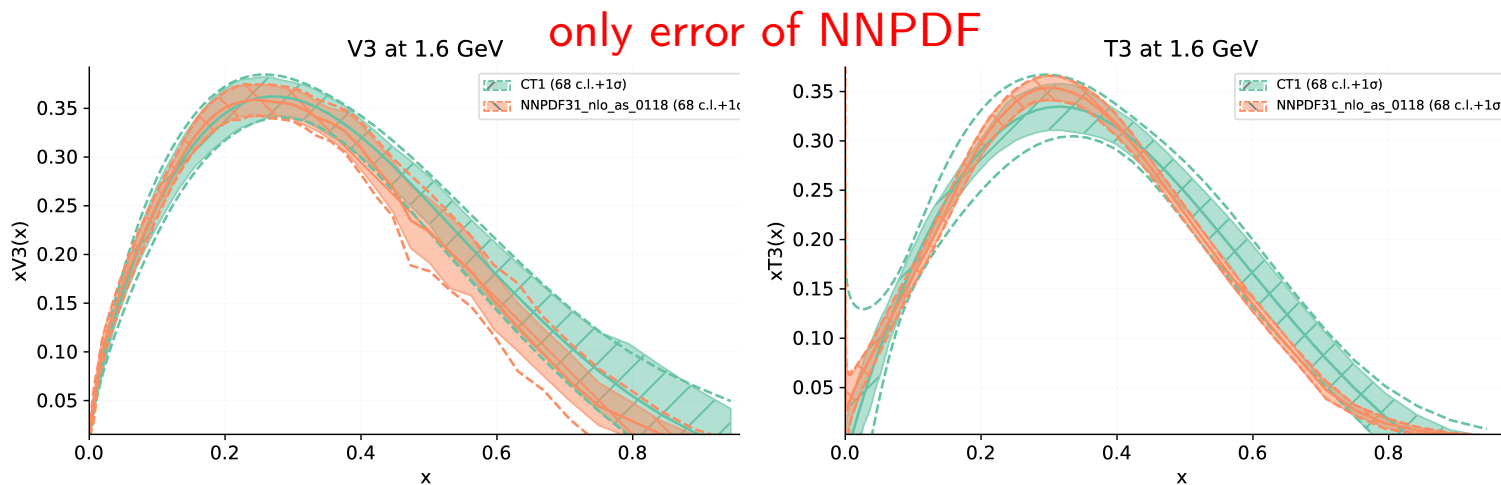 only error of NNPDF
V3 at 1.6 GeV
CT1 (68 c.l.+1σ)
NNPDF31_nlo_as_0118 (68 c.l.+1σ
xV3(x)
0.35
0.30
0.25
0.20
0.15
0.10
0.05
0.0 0.2 0.4 0.6 0.8
x
T3 at 1.6 GeV
CT1 (68 c.l.+1σ)
NNPDF31_nlo_as_0118 (68 c.l.+1σ
xT3(x)
0.35
0.30
0.25
0.20
0.15
0.10
0.05
0.0 0.2 0.4 0.6 0.8
x